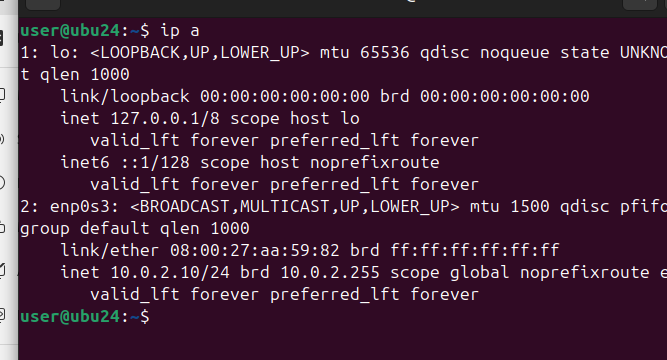 user@ubu24:~$ ip a
1: lo: <LOOPBACK,UP,LOWER_UP> mtu 65536 qdisc noqueue state UNKNO
t qlen 1000
    link/loopback 00:00:00:00:00:00 brd 00:00:00:00:00:00
    inet 127.0.0.1/8 scope host lo
       valid_lft forever preferred_lft forever
    inet6 ::1/128 scope host noprefixroute
       valid_lft forever preferred_lft forever
2: enp0s3: <BROADCAST,MULTICAST,UP,LOWER_UP> mtu 1500 qdisc pfifo
group default qlen 1000
    link/ether 08:00:27:aa:59:82 brd ff:ff:ff:ff:ff:ff
    inet 10.0.2.10/24 brd 10.0.2.255 scope global noprefixroute e
       valid_lft forever preferred_lft forever
user@ubu24:~$